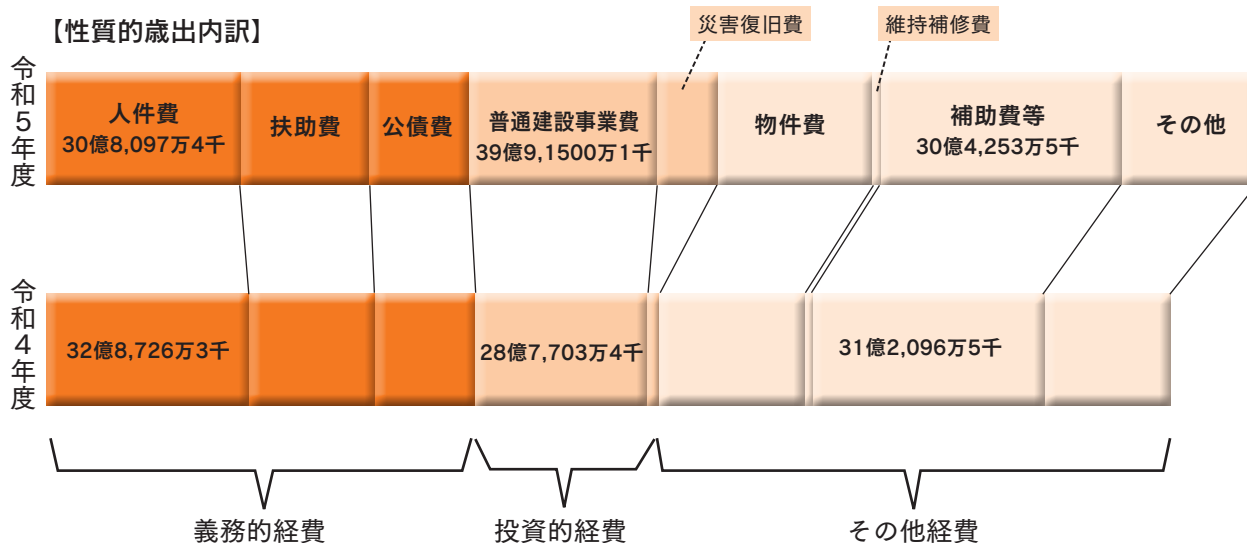 【性質的歳出内訳】
災害復旧費
維持補修費
令和5年度
人件費
30億8,097万4千
扶助費
公債費
普通建設事業費
39億9,1500万1千
物件費
補助費等
30億4,253万5千
その他
令和4年度
32億8,726万3千
28億7,703万4千
31億2,096万5千
義務的経費
投資的経費
その他経費